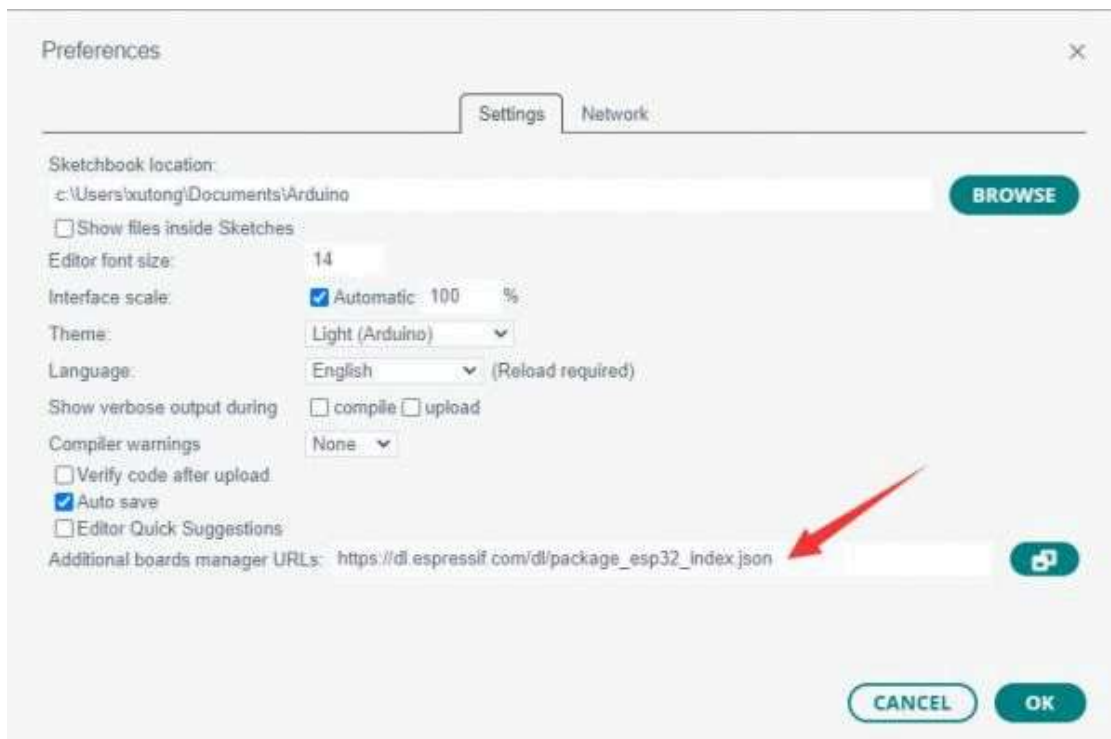 Preferences
Settings Network
Sketchbook location:
c:\Users\xutong\Documents\Arduino
BROWSE
Show files inside Sketches
Editor font size: 14
Interface scale: Automatic 100 %
Theme: Light (Arduino)
Language: English (Reload required)
Show verbose output during compile upload
Compiler warnings None
Verify code after upload
Auto save
Editor Quick Suggestions
Additional boards manager URLs: https://dl.espressif.com/dl/package_esp32_index.json
CANCEL OK